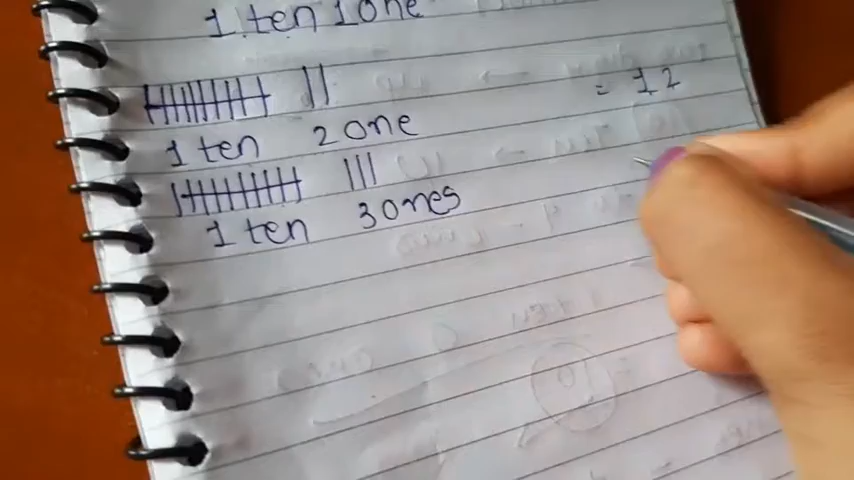 1 ten 1 one
= 12
1 ten 2 one
1 ten 3 ones